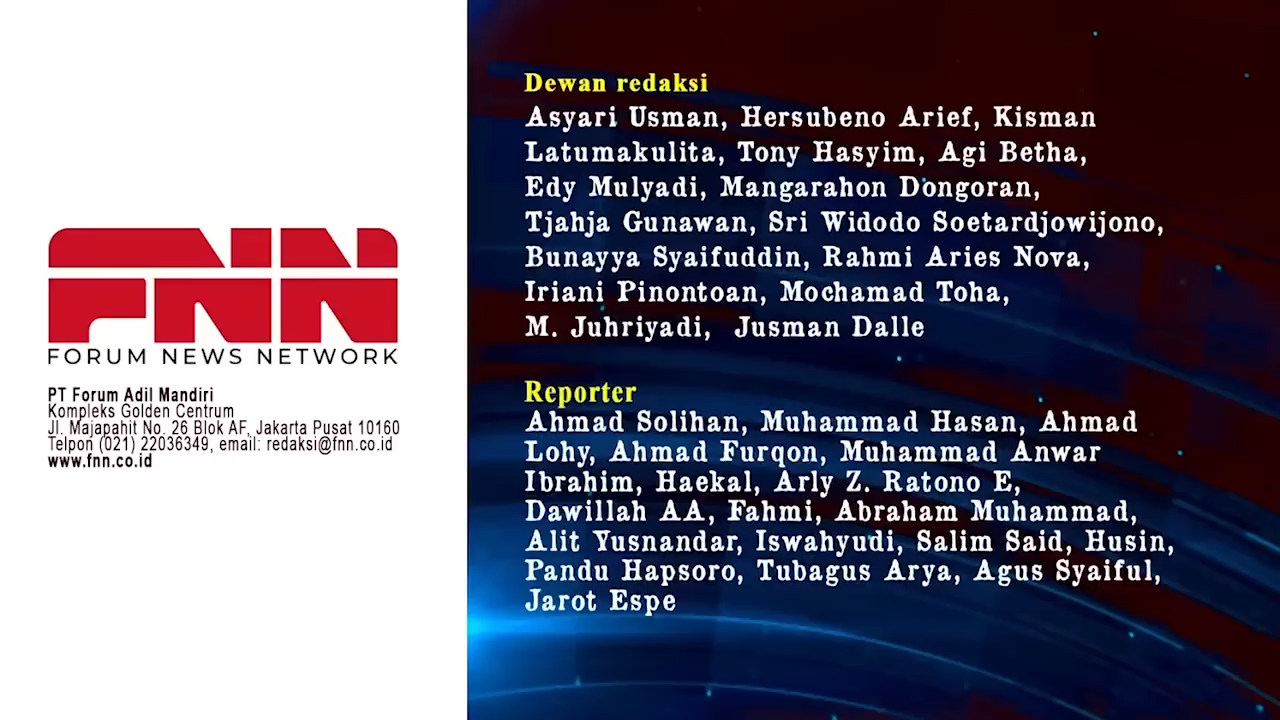 FNN
FORUM NEWS NETWORK
PT Forum Adil Mandiri
Kompleks Golden Centrum
Jl. Majapahit No. 26 Blok AF, Jakarta Pusat 10160
Telpon (021) 22036349, email: redaksi@fnn.co.id
www.fnn.co.id
Dewan redaksi
Asyari Usman, Hersubeno Arief, Kisman
Latumakulita, Tony Hasyim, Agi Betha,
Edy Mulyadi, Mangarahon Dongoran,
Tjahja Gunawan, Sri Widodo Soetardjowijono,
Bunayya Syaifuddin, Rahmi Aries Nova,
Iriani Pinontoan, Mochamad Toha,
M. Juhriyadi, Jusman Dalle
Reporter
Ahmad Solihan, Muhammad Hasan, Ahmad
Lohy, Ahmad Furqon, Muhammad Anwar
Ibrahim, Haekal, Arly Z. Ratono E,
Dawillah AA, Fahmi, Abraham Muhammad,
Alit Yusnandar, Iswahyudi, Salim Said, Husin,
Pandu Hapsoro, Tubagus Arya, Agus Syaiful,
Jarot Espe